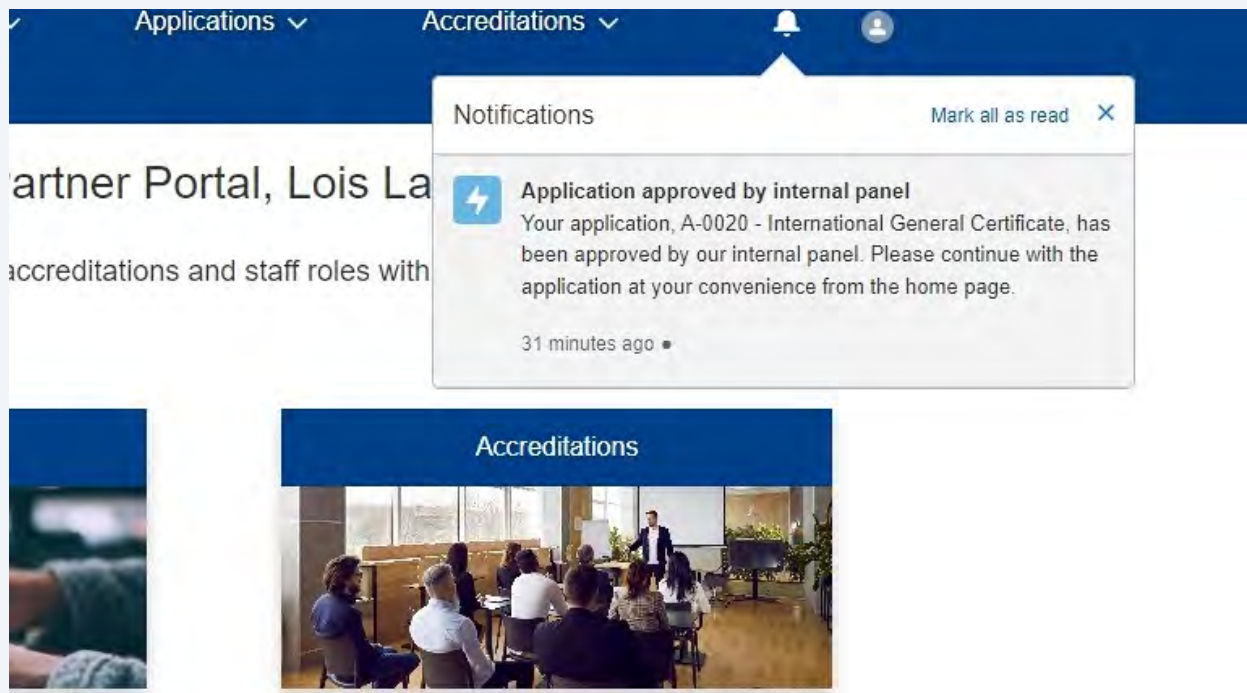 Applications
Accreditations
Notifications
Mark all as read
artner Portal, Lois La
Application approved by internal panel
Your application, A-0020 - International General Certificate, has
been approved by our internal panel. Please continue with the
application at your convenience from the home page.
accreditations and staff roles with
31 minutes ago
Accreditations